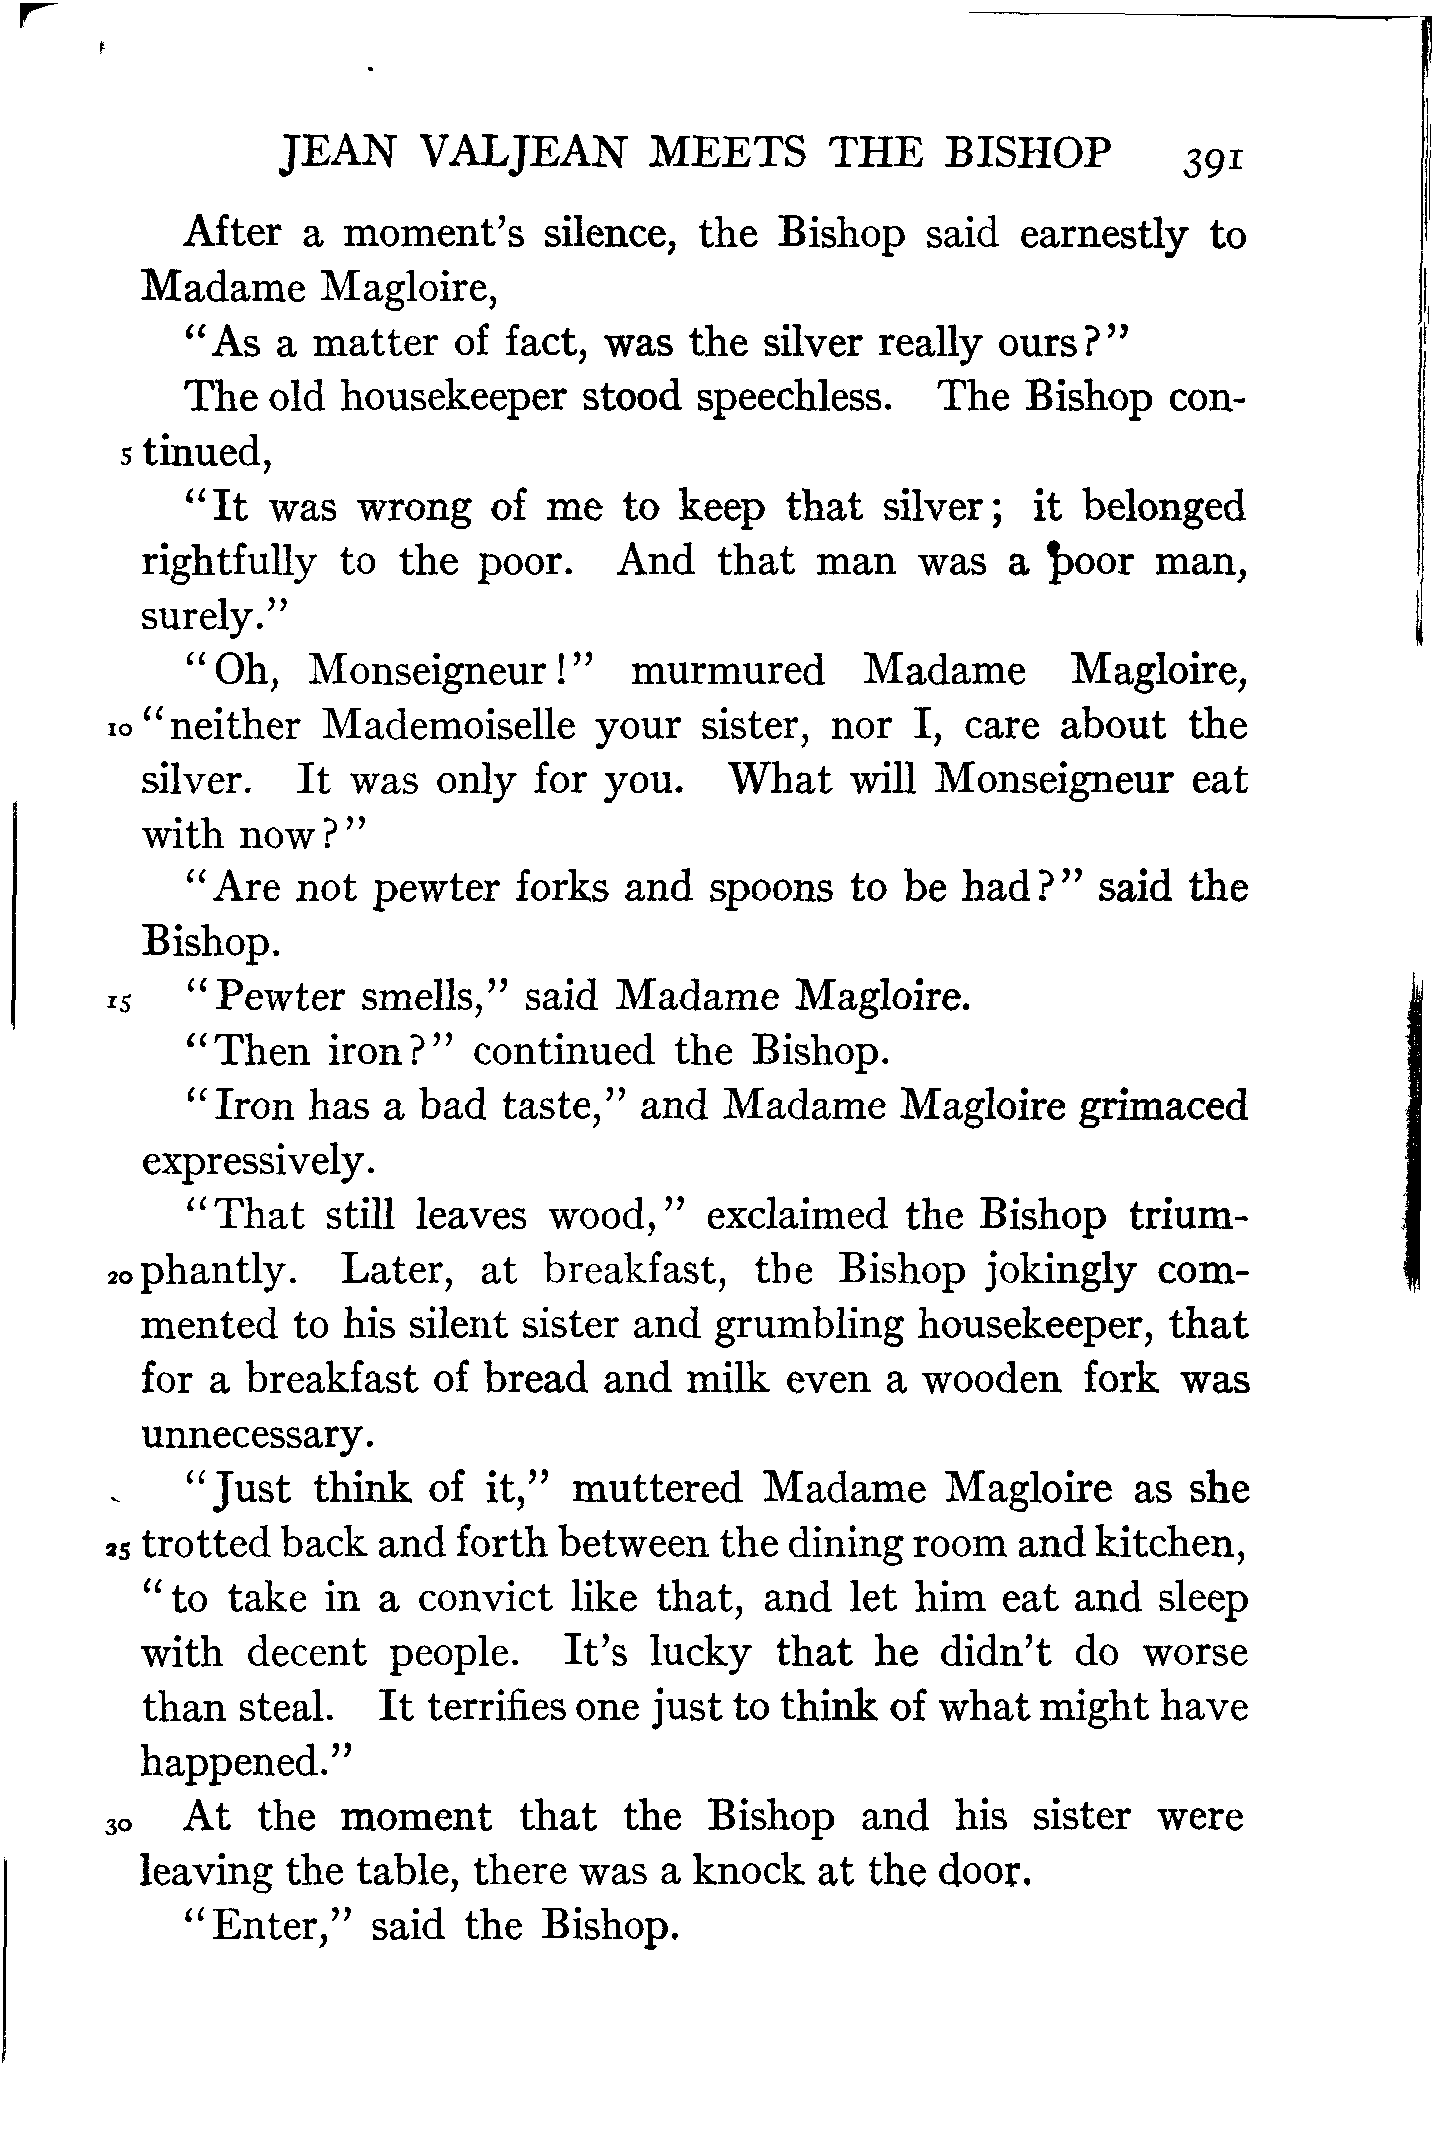 JEAN VALJEAN MEETS THE BISHOP 391
After a moment's silence, the Bishop said earnestly to
Madame Magloire,
"As a matter of fact, was the silver really ours?"
The old housekeeper stood speechless. The Bishop con-
5 tinued,
"It was wrong of me to keep that silver; it belonged
rightfully to the poor. And that man was a poor man,
surely."
"Oh, Monseigneur!" murmured Madame Magloire,
10 "neither Mademoiselle your sister, nor I, care about the
silver. It was only for you. What will Monseigneur eat
with now?"
"Are not pewter forks and spoons to be had?" said the
Bishop.
15 "Pewter smells," said Madame Magloire.
"Then iron?" continued the Bishop.
"Iron has a bad taste," and Madame Magloire grimaced
expressively.
"That still leaves wood," exclaimed the Bishop trium-
20 phantly. Later, at breakfast, the Bishop jokingly com-
mented to his silent sister and grumbling housekeeper, that
for a breakfast of bread and milk even a wooden fork was
unnecessary.
"Just think of it," muttered Madame Magloire as she
25 trotted back and forth between the dining room and kitchen,
"to take in a convict like that, and let him eat and sleep
with decent people. It's lucky that he didn't do worse
than steal. It terrifies one just to think of what might have
happened."
30 At the moment that the Bishop and his sister were
leaving the table, there was a knock at the door.
"Enter," said the Bishop.